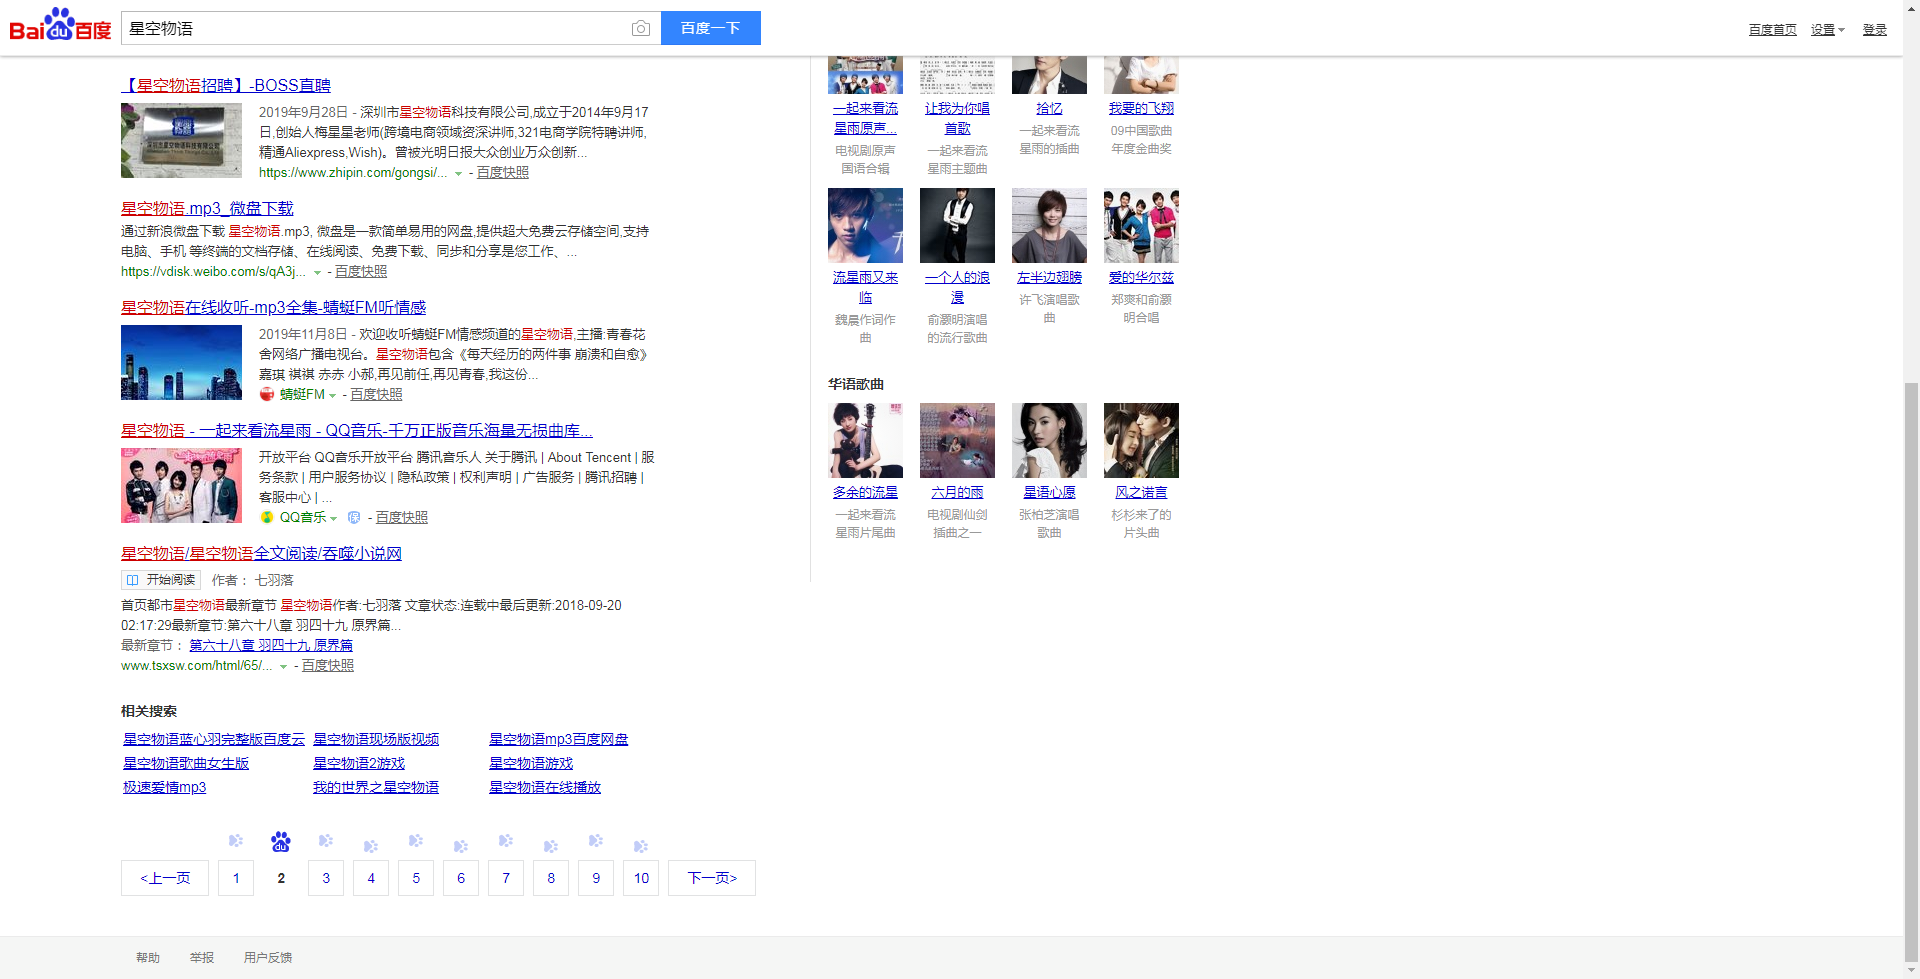 Bai du 百度
星空物语
百度一下
百度首页 设置 登录
【星空物语招聘】-BOSS直聘
2019年9月28日 - 深圳市星空物语科技有限公司,成立于2014年9月17
日,创始人梅星星老师(跨境电商领域资深讲师,321电商学院特聘讲师,
精通Aliexpress,Wish)。曾被光明日报大众创业万众创新...
https://www.zhipin.com/gongsi/... - 百度快照
星空物语.mp3_微盘下载
通过新浪微盘下载 星空物语.mp3, 微盘是一款简单易用的网盘,提供超大免费云存储空间,支持
电脑、手机 等终端的文档存储、在线阅读、免费下载、同步和分享是您工作、...
https://vdisk.weibo.com/s/qA3j... - 百度快照
星空物语在线收听-mp3全集-蜻蜓FM听情感
2019年11月8日 - 欢迎收听蜻蜓FM情感频道的星空物语,主播:青春花
舍网络广播电视台。星空物语包含《每天经历的两件事 崩溃和自愈》
嘉琪 祺祺 赤赤 小郝,再见前任,再见青春,我这份...
蜻蜓FM - 百度快照
星空物语 - 一起来看流星雨 - QQ音乐-千万正版音乐海量无损曲库...
开放平台 QQ音乐开放平台 腾讯音乐人 关于腾讯 | About Tencent | 服
务条款 | 用户服务协议 | 隐私政策 | 权利声明 | 广告服务 | 腾讯招聘 |
客服中心 | ...
QQ音乐 保 - 百度快照
星空物语/星空物语全文阅读/吞噬小说网
开始阅读 作者： 七羽落
首页都市星空物语最新章节 星空物语作者:七羽落 文章状态:连载中最后更新:2018-09-20
02:17:29最新章节:第六十八章 羽四十九 原界篇...
最新章节： 第六十八章 羽四十九 原界篇
www.tsxsw.com/html/65/... - 百度快照
相关搜索
星空物语蓝心羽完整版百度云 星空物语现场版视频 星空物语mp3百度网盘
星空物语歌曲女生版 星空物语2游戏 星空物语游戏
极速爱情mp3 我的世界之星空物语 星空物语在线播放
<上一页 1 2 3 4 5 6 7 8 9 10 下一页>
帮助 举报 用户反馈
一起来看流 让我为你唱 拾忆 我要的飞翔
星雨原声... 首歌 一起来看流 09中国歌曲
电视剧原声 一起来看流 星雨的插曲 年度金曲奖
国语合辑 星雨主题曲
流星雨又来 一个人的浪 左半边翅膀 爱的华尔兹
临 漫 许飞演唱歌 郑爽和俞灏
魏晨作词作 俞灏明演唱 曲 明合唱
曲 的流行歌曲
华语歌曲
多余的流星 六月的雨 星语心愿 风之诺言
一起来看流 电视剧仙剑 张柏芝演唱 杉杉来了的
星雨片尾曲 插曲之一 歌曲 片头曲